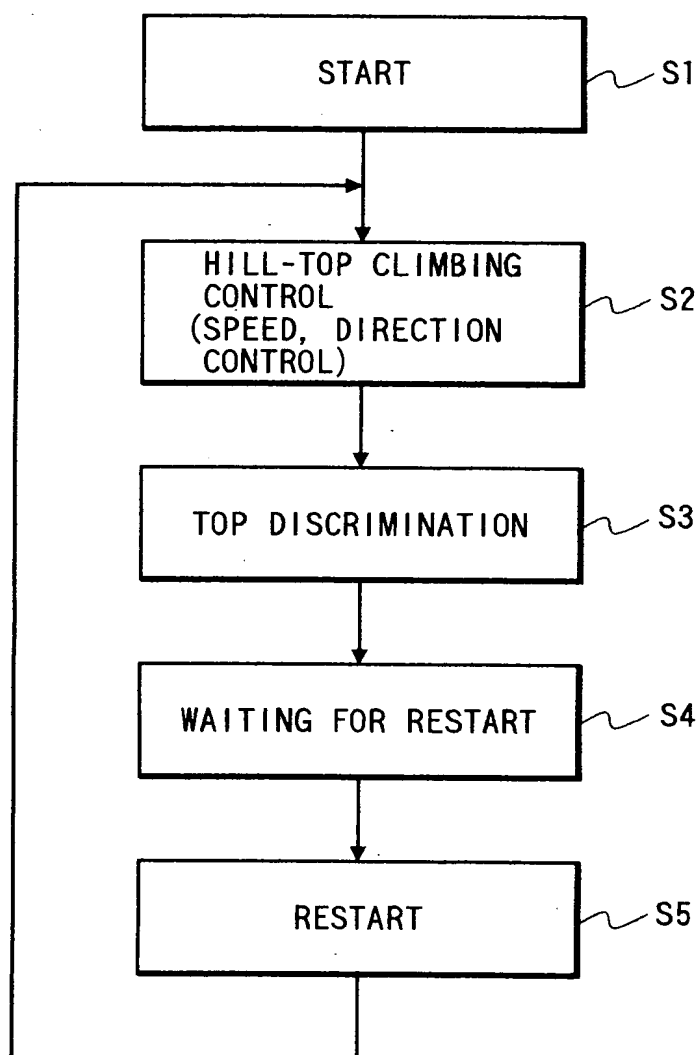 START
S1
HILL-TOP CLIMBING
CONTROL
(SPEED, DIRECTION
CONTROL)
S2
TOP DISCRIMINATION
S3
WAITING FOR RESTART
S4
RESTART
S5